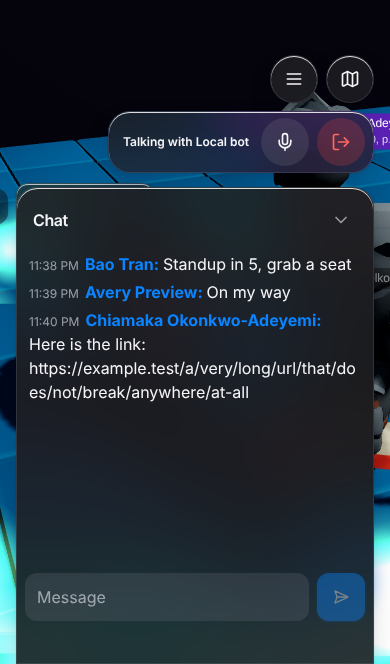 Talking with Local bot
Chat
11:38 PM Bao Tran: Standup in 5, grab a seat
11:39 PM Avery Preview: On my way
11:40 PM Chiamaka Okonkwo-Adeyemi:
Here is the link:
https://example.test/a/very/long/url/that/do
es/not/break/anywhere/at-all
Message